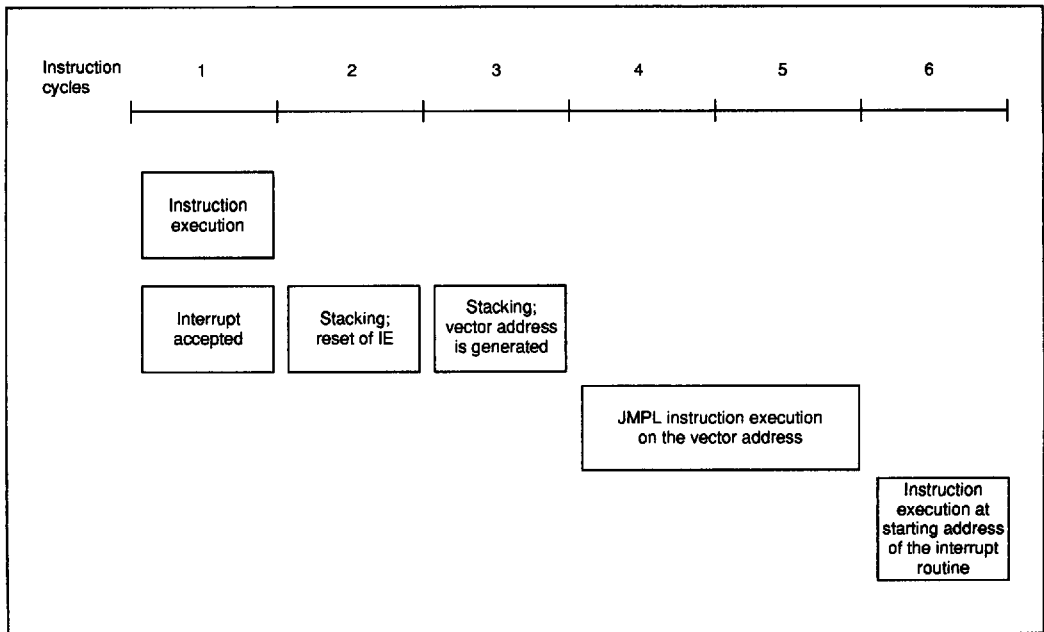 Instruction
cycles
1 2 3 4 5 6
Instruction
execution
Interrupt
accepted
Stacking;
reset of IE
Stacking;
vector address
is generated
JMPL instruction execution
on the vector address
Instruction
execution at
starting address
of the interrupt
routine